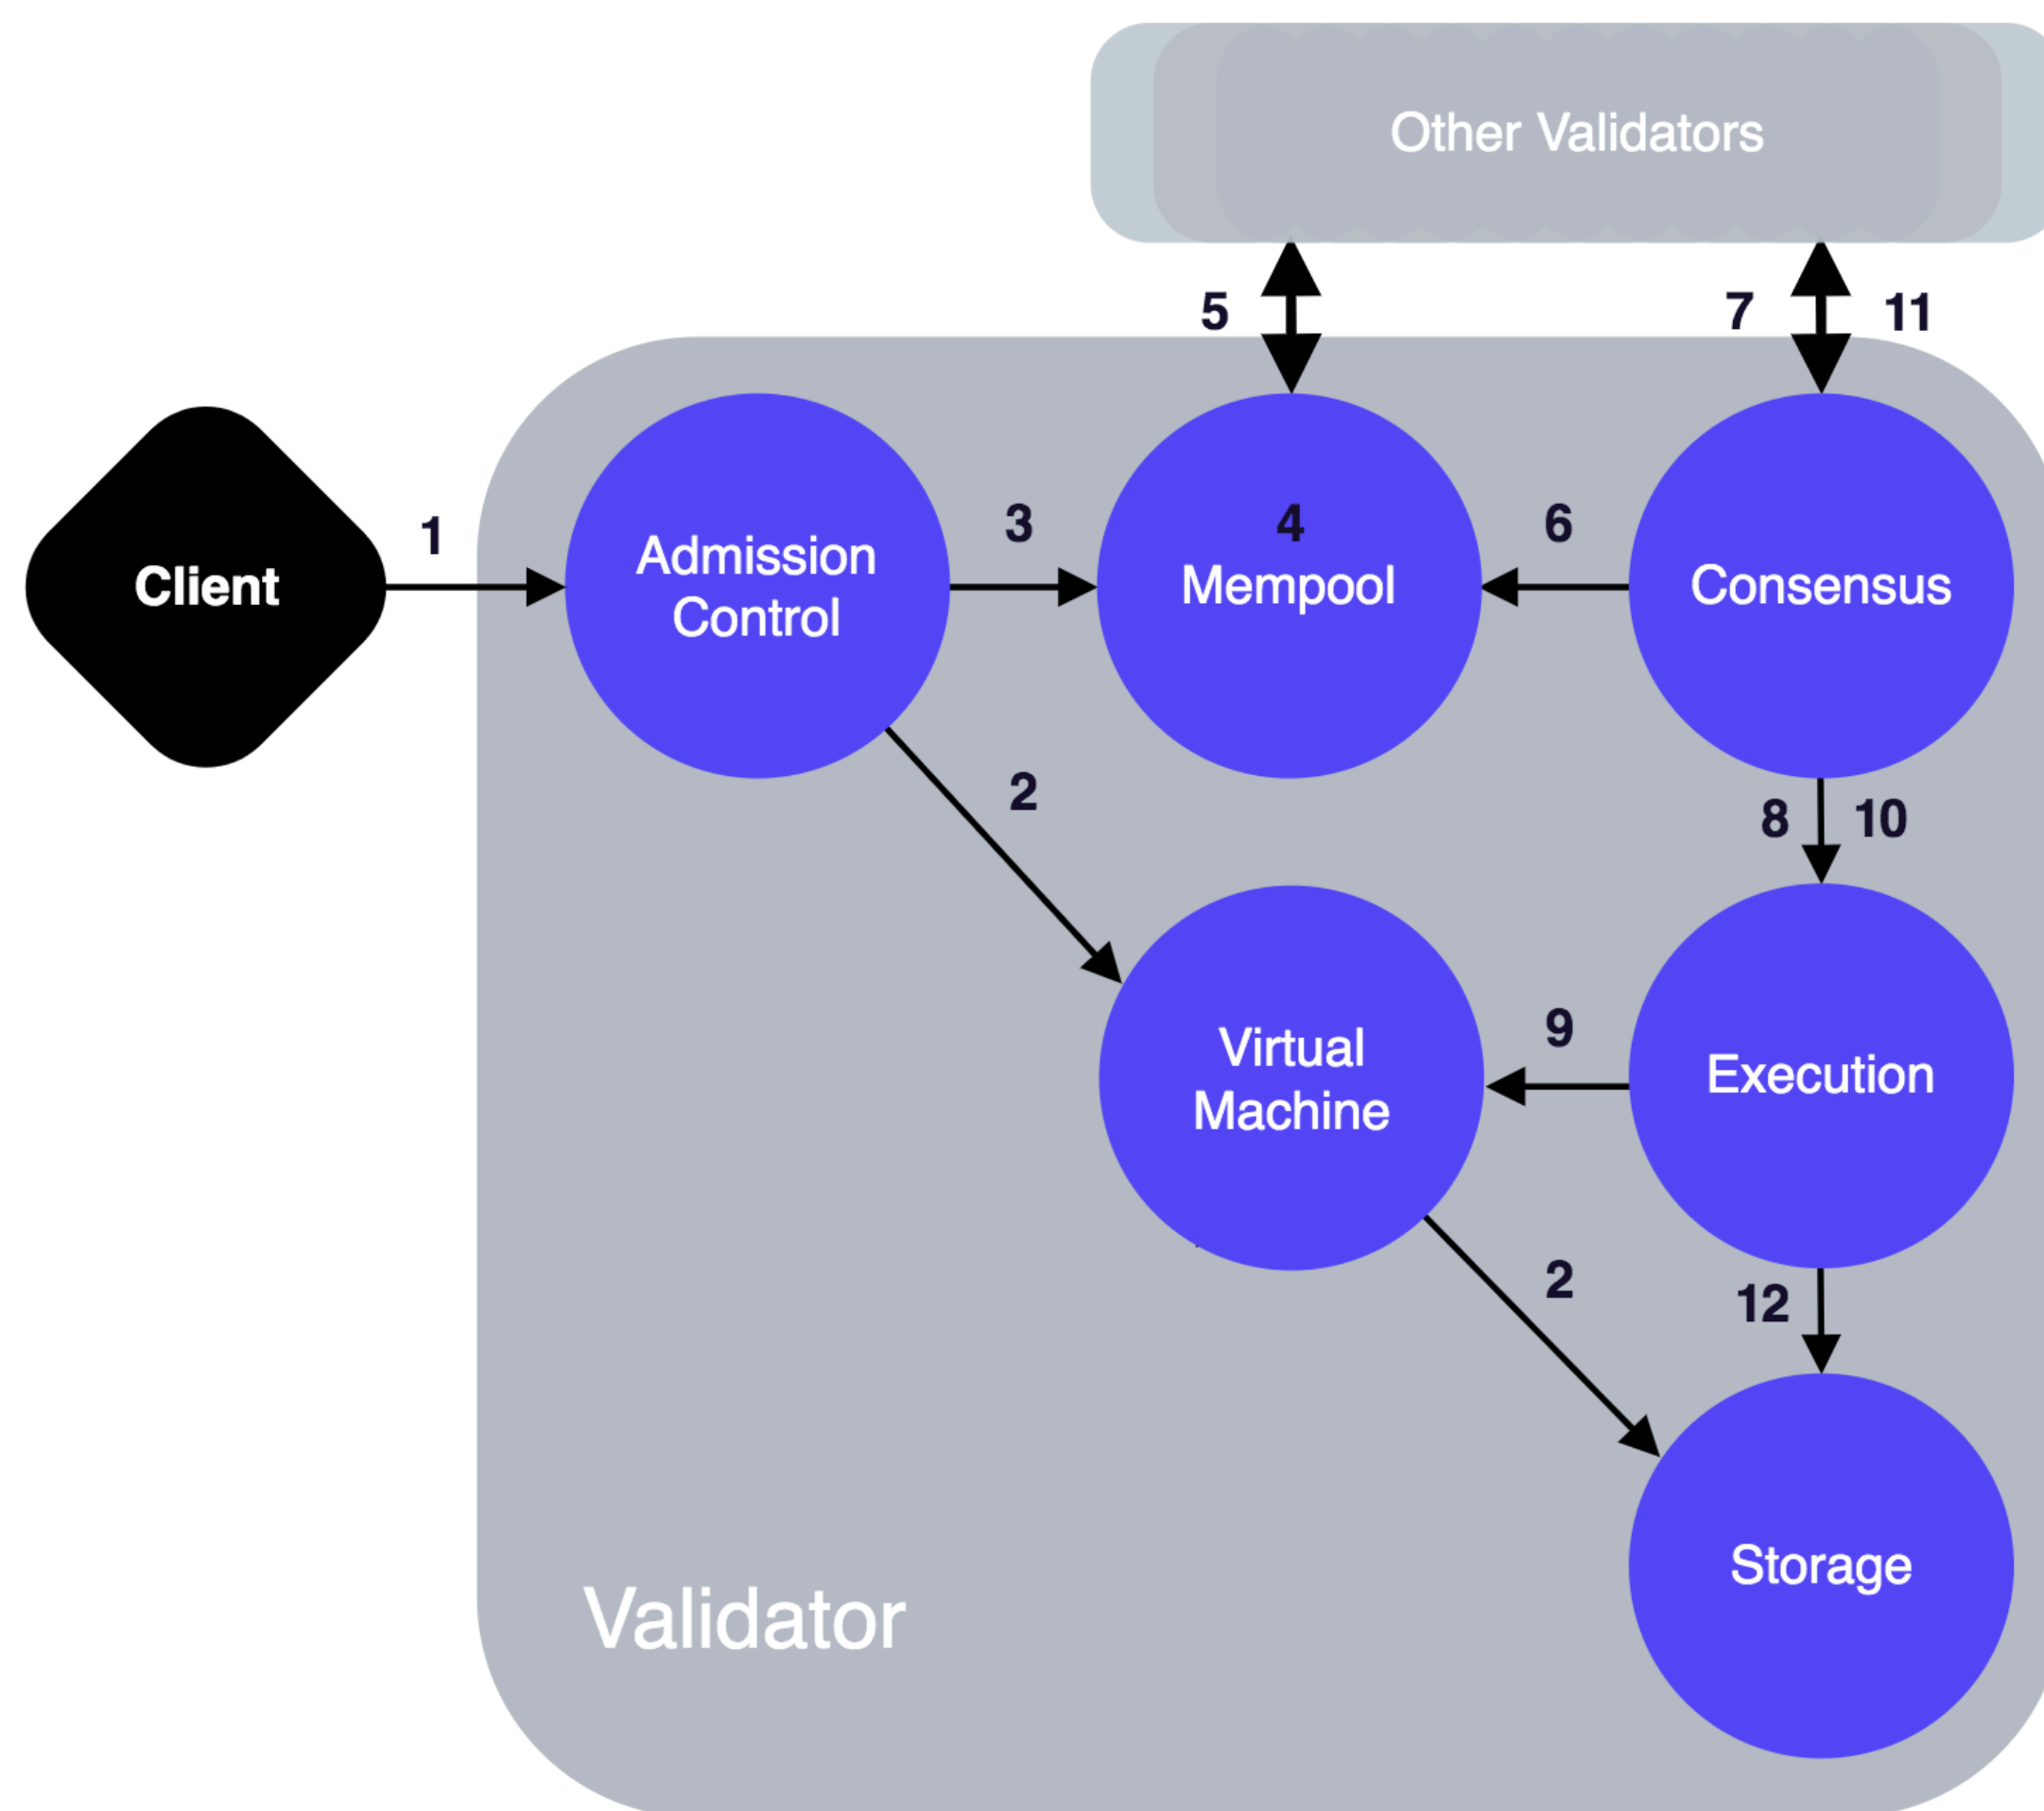 Other Validators
5
7
11
Client
1
Admission
Control
3
4
Mempool
6
Consensus
2
8
10
Virtual
Machine
9
Execution
2
12
Storage
Validator